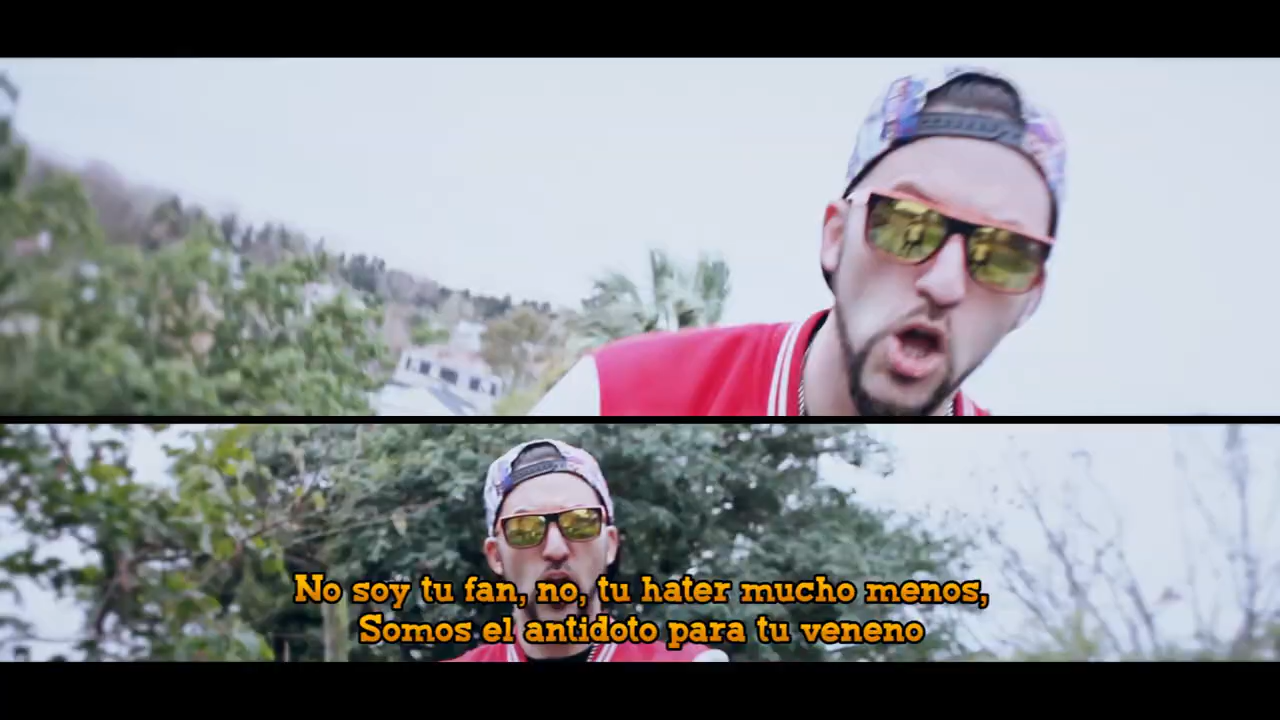 No soy tu fan, no, tu hater mucho menos,
Somos el antidoto para tu veneno